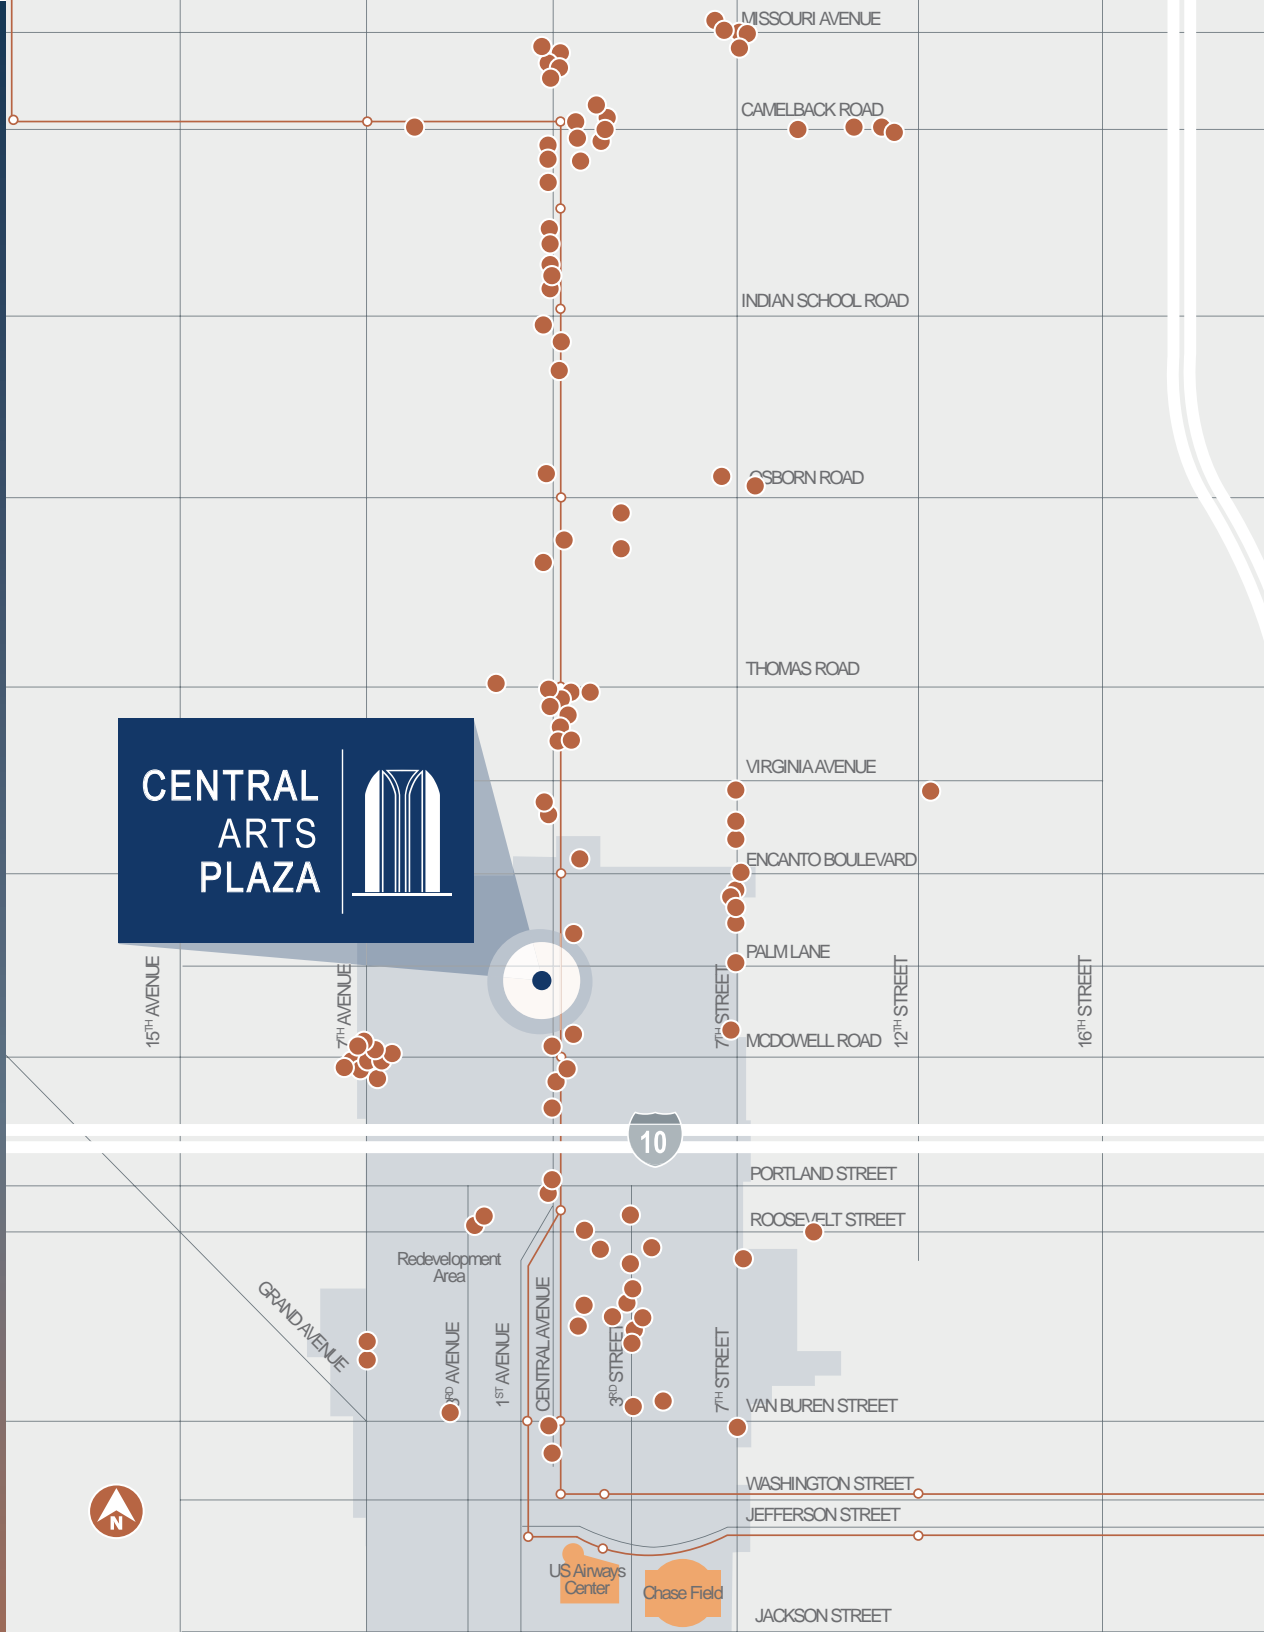 MISSOURI AVENUE
CAMELBACK ROAD
INDIAN SCHOOL ROAD
OSBORN ROAD
THOMAS ROAD
CENTRAL
ARTS
PLAZA
VIRGINIA AVENUE
ENCANTO BOULEVARD
PALM LANE
15TH AVENUE
7TH AVENUE
7TH STREET
12TH STREET
16TH STREET
MCDOWELL ROAD
10
PORTLAND STREET
ROOSEVELT STREET
Redevelopment
Area
GRAND AVENUE
3RD AVENUE
1ST AVENUE
CENTRAL AVENUE
3RD STREET
7TH STREET
VAN BUREN STREET
WASHINGTON STREET
JEFFERSON STREET
N
US Airways
Center
Chase Field
JACKSON STREET